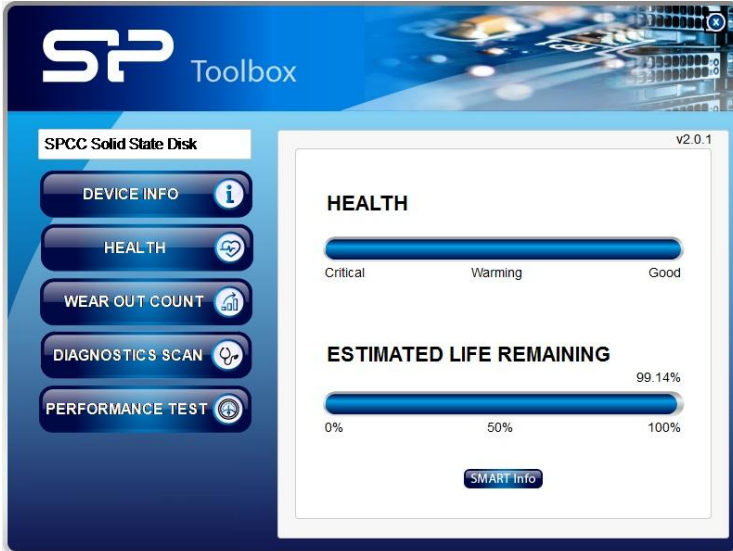 SP Toolbox
SPCC Solid State Disk
v2.0.1
DEVICE INFO
HEALTH
WEAR OUT COUNT
DIAGNOSTICS SCAN
PERFORMANCE TEST
HEALTH
Critical Warming Good
ESTIMATED LIFE REMAINING
99.14%
0% 50% 100%
SMART Info